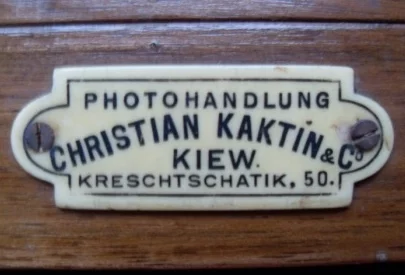 PHOTOHANDLUNG
CHRISTIAN KAKTIN & Co
KIEW.
KRESCHTSCHATIK, 50.